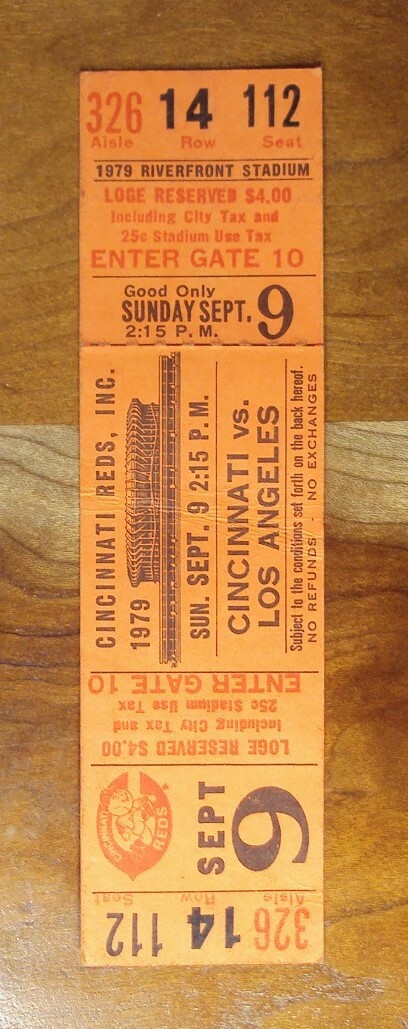 326 14 112
Aisle Row Seat
1979 RIVERFRONT STADIUM
LOGE RESERVED $4.00
Including City Tax and
25c Stadium Use Tax
ENTER GATE 10
Good Only
SUNDAY SEPT. 9
2:15 P.M.
CINCINNATI REDS, INC.
1979
SUN. SEPT. 9 2:15 P.M.
CINCINNATI vs.
LOS ANGELES
Subject to the conditions set forth on the back hereof.
NO REFUNDS - NO EXCHANGES
ENTER GATE 10
25c Stadium Use Tax
Including City Tax and
LOGE RESERVED $4.00
CINCINNATI REDS
SEPT 9
Aisle Row Seat
326 14 112